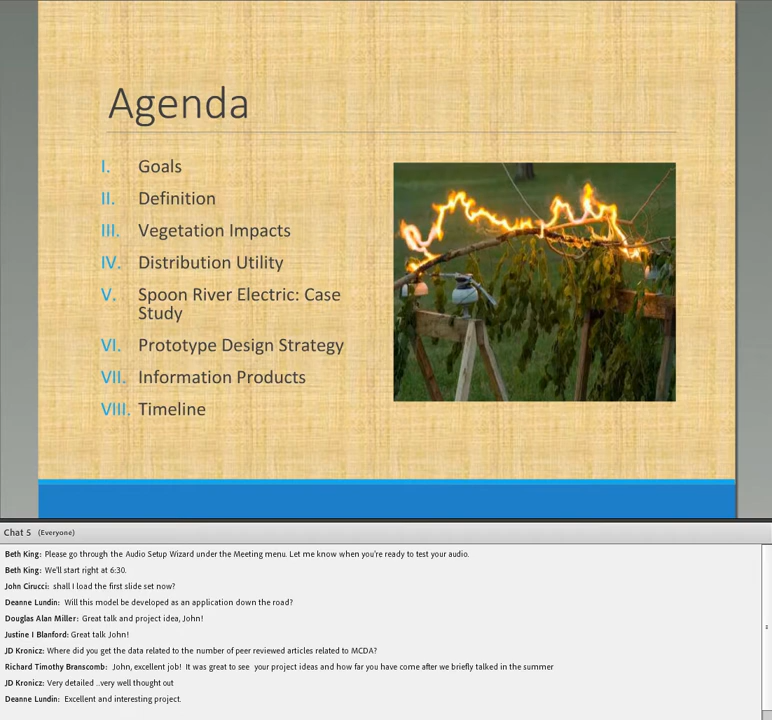 Agenda
I. Goals
II. Definition
III. Vegetation Impacts
IV. Distribution Utility
V. Spoon River Electric: Case
Study
VI. Prototype Design Strategy
VII. Information Products
VIII. Timeline
Chat 5 (Everyone)
Beth King: Please go through the Audio Setup Wizard under the Meeting menu. Let me know when you're ready to test your audio.
Beth King: We'll start right at 6:30.
John Cirucci: shall I load the first slide set now?
Deanne Lundin: Will this model be developed as an application down the road?
Douglas Alan Miller: Great talk and project idea, John!
Justine I Blanford: Great talk John!
JD Kronicz: Where did you get the data related to the number of peer reviewed articles related to MCDA?
Richard Timothy Branscomb: John, excellent job! It was great to see your project ideas and how far you have come after we briefly talked in the summer
JD Kronicz: Very detailed ..very well thought out
Deanne Lundin: Excellent and interesting project.